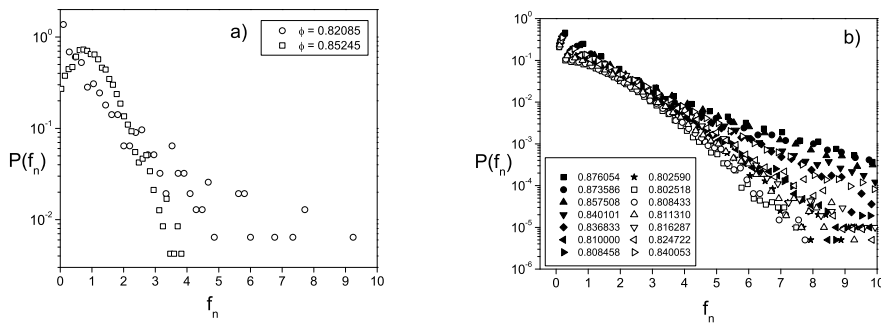 a)
ϕ = 0.82085
ϕ = 0.85245
10^0
10^-1
10^-2
P(f_n)
0 1 2 3 4 5 6 7 8 9 10
f_n
b)
10^0
10^-1
10^-2
10^-3
10^-4
10^-5
10^-6
P(f_n)
0.876054 0.802590
0.873586 0.802518
0.857508 0.808433
0.840101 0.811310
0.836833 0.816287
0.810000 0.824722
0.808458 0.840053
0 1 2 3 4 5 6 7 8 9 10
f_n